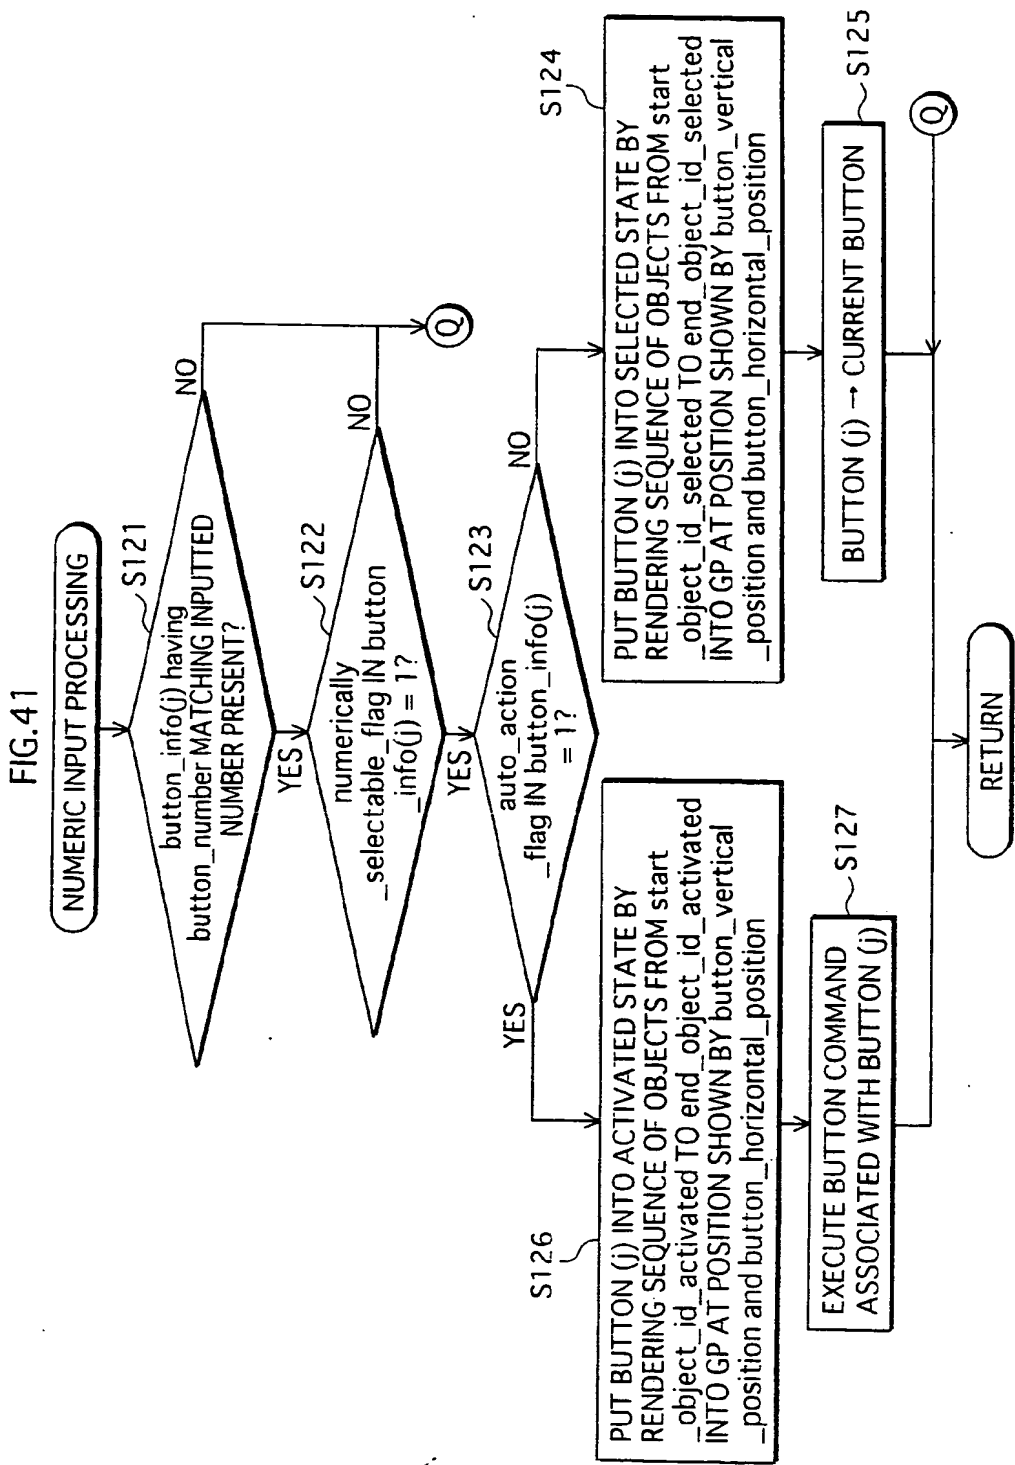 FIG.41
NUMERIC INPUT PROCESSING
S121
button_info(j) having
button_number MATCHING INPUTTED
NUMBER PRESENT?
NO
YES
S122
numerically
_selectable_flag IN button
_info(j) = 1?
NO
Q
YES
S123
auto_action
_flag IN button_info(j)
= 1?
YES
NO
S126
PUT BUTTON (j) INTO ACTIVATED STATE BY
RENDERING SEQUENCE OF OBJECTS FROM start
_object_id_activated TO end_object_id_activated
INTO GP AT POSITION SHOWN BY button_vertical
_position and button_horizontal_position
S124
PUT BUTTON (j) INTO SELECTED STATE BY
RENDERING SEQUENCE OF OBJECTS FROM start
_object_id_selected TO end_object_id_selected
INTO GP AT POSITION SHOWN BY button_vertical
_position and button_horizontal_position
S127
EXECUTE BUTTON COMMAND
ASSOCIATED WITH BUTTON (j)
S125
BUTTON (j) → CURRENT BUTTON
Q
RETURN